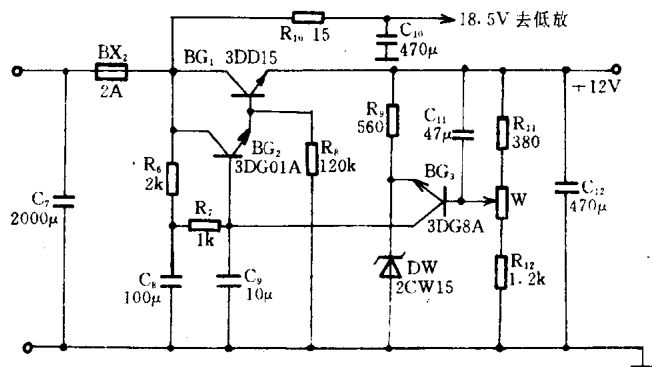 18.5V去低放
R₁₀ 15
C₁₀
470μ
BX₂
2A
BG₁
3DD15
+12V
R₉
560
C₁₁
47μ
R₁₁
380
BG₂
3DG01A
R₈
120k
R₆
2k
BG₃
3DG8A
W
C₇
2000μ
R₇
1k
C₁₂
470μ
R₁₂
1.2k
C₈
100μ
C₉
10μ
DW
2CW15